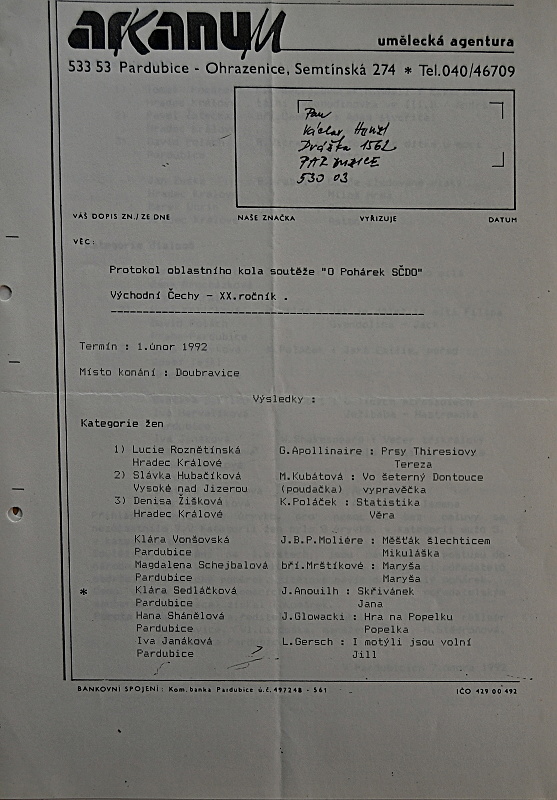 arkanum
umělecká agentura
533 53 Pardubice - Ohrazenice, Semtínská 274 * Tel.040/46709
Pan
Václav
1562
530 03
VÁŠ DOPIS ZN./ZE DNE NAŠE ZNAČKA VYŘIZUJE DATUM
VĚC:
Protokol oblastního kola soutěže "O Pohárek SČDO"
Východní Čechy - XX.ročník .
Termín : 1.únor 1992
Místo konání : Doubravice
Výsledky :
Kategorie žen
1) Lucie Roznětínská G.Apollinaire : Prsy Thiresiovy
Hradec Králové Tereza
2) Slávka Hubačíková M.Kubátová : Vo šeterný Dontouce
Vysoké nad Jizerou (poudačka) vypravěčka
3) Denisa Žišková K.Poláček : Statistika
Hradec Králové Věra
Klára Vonšovská J.B.P.Moliére : Měšťák šlechticem
Pardubice Mikuláška
Magdalena Schejbalová bří.Mrštíkové : Maryša
Pardubice Maryša
* Klára Sedláčková J.Anouilh : Skřivánek
Pardubice Jana
Hana Shánělová J.Glowacki : Hra na Popelku
Pardubice Popelka
Iva Janáková L.Gersch : I motýli jsou volní
Pardubice Jill
BANKOVNÍ SPOJENÍ: Kom. banka Pardubice ú.č. 497248 - 561 IČO 429 00 492